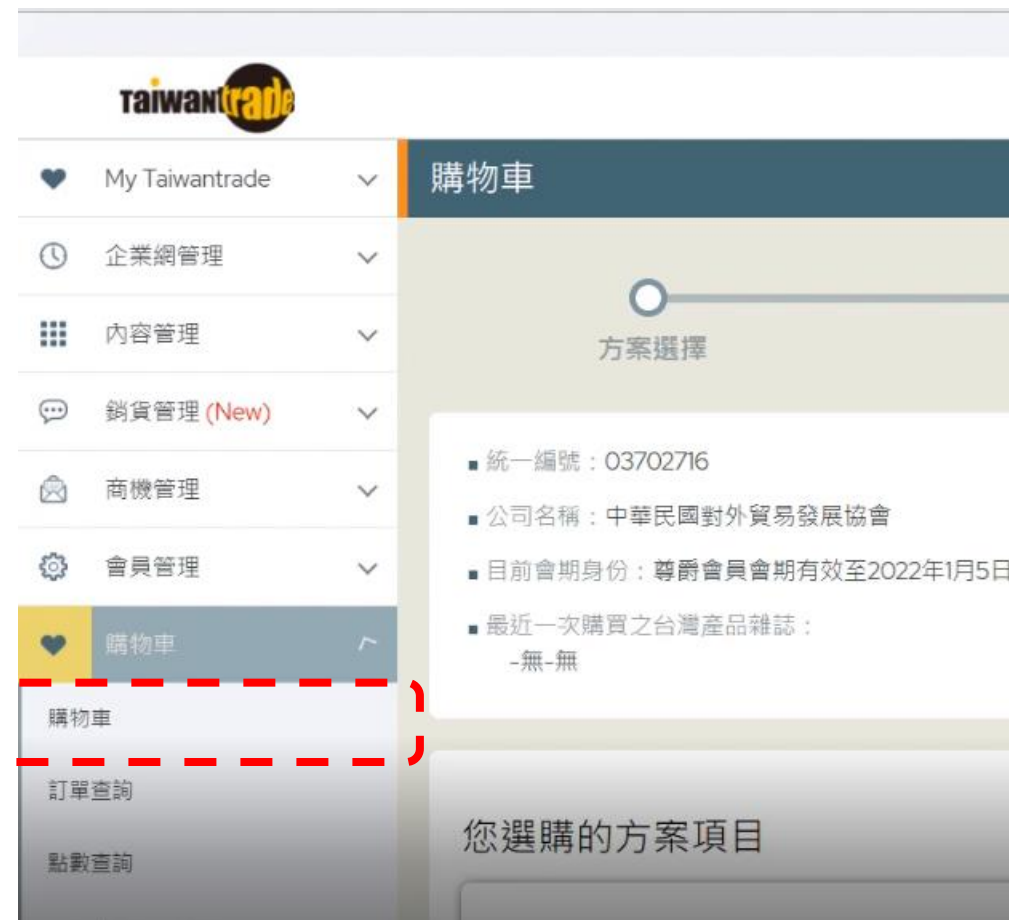 Taiwantrade
My Taiwantrade
企業網管理
內容管理
銷貨管理 (New)
商機管理
會員管理
購物車
購物車
訂單查詢
點數查詢
購物車
方案選擇
統一編號：03702716
公司名稱：中華民國對外貿易發展協會
目前會期身份：尊爵會員會期有效至2022年1月5日
最近一次購買之台灣產品雜誌：
-無-無
您選購的方案項目